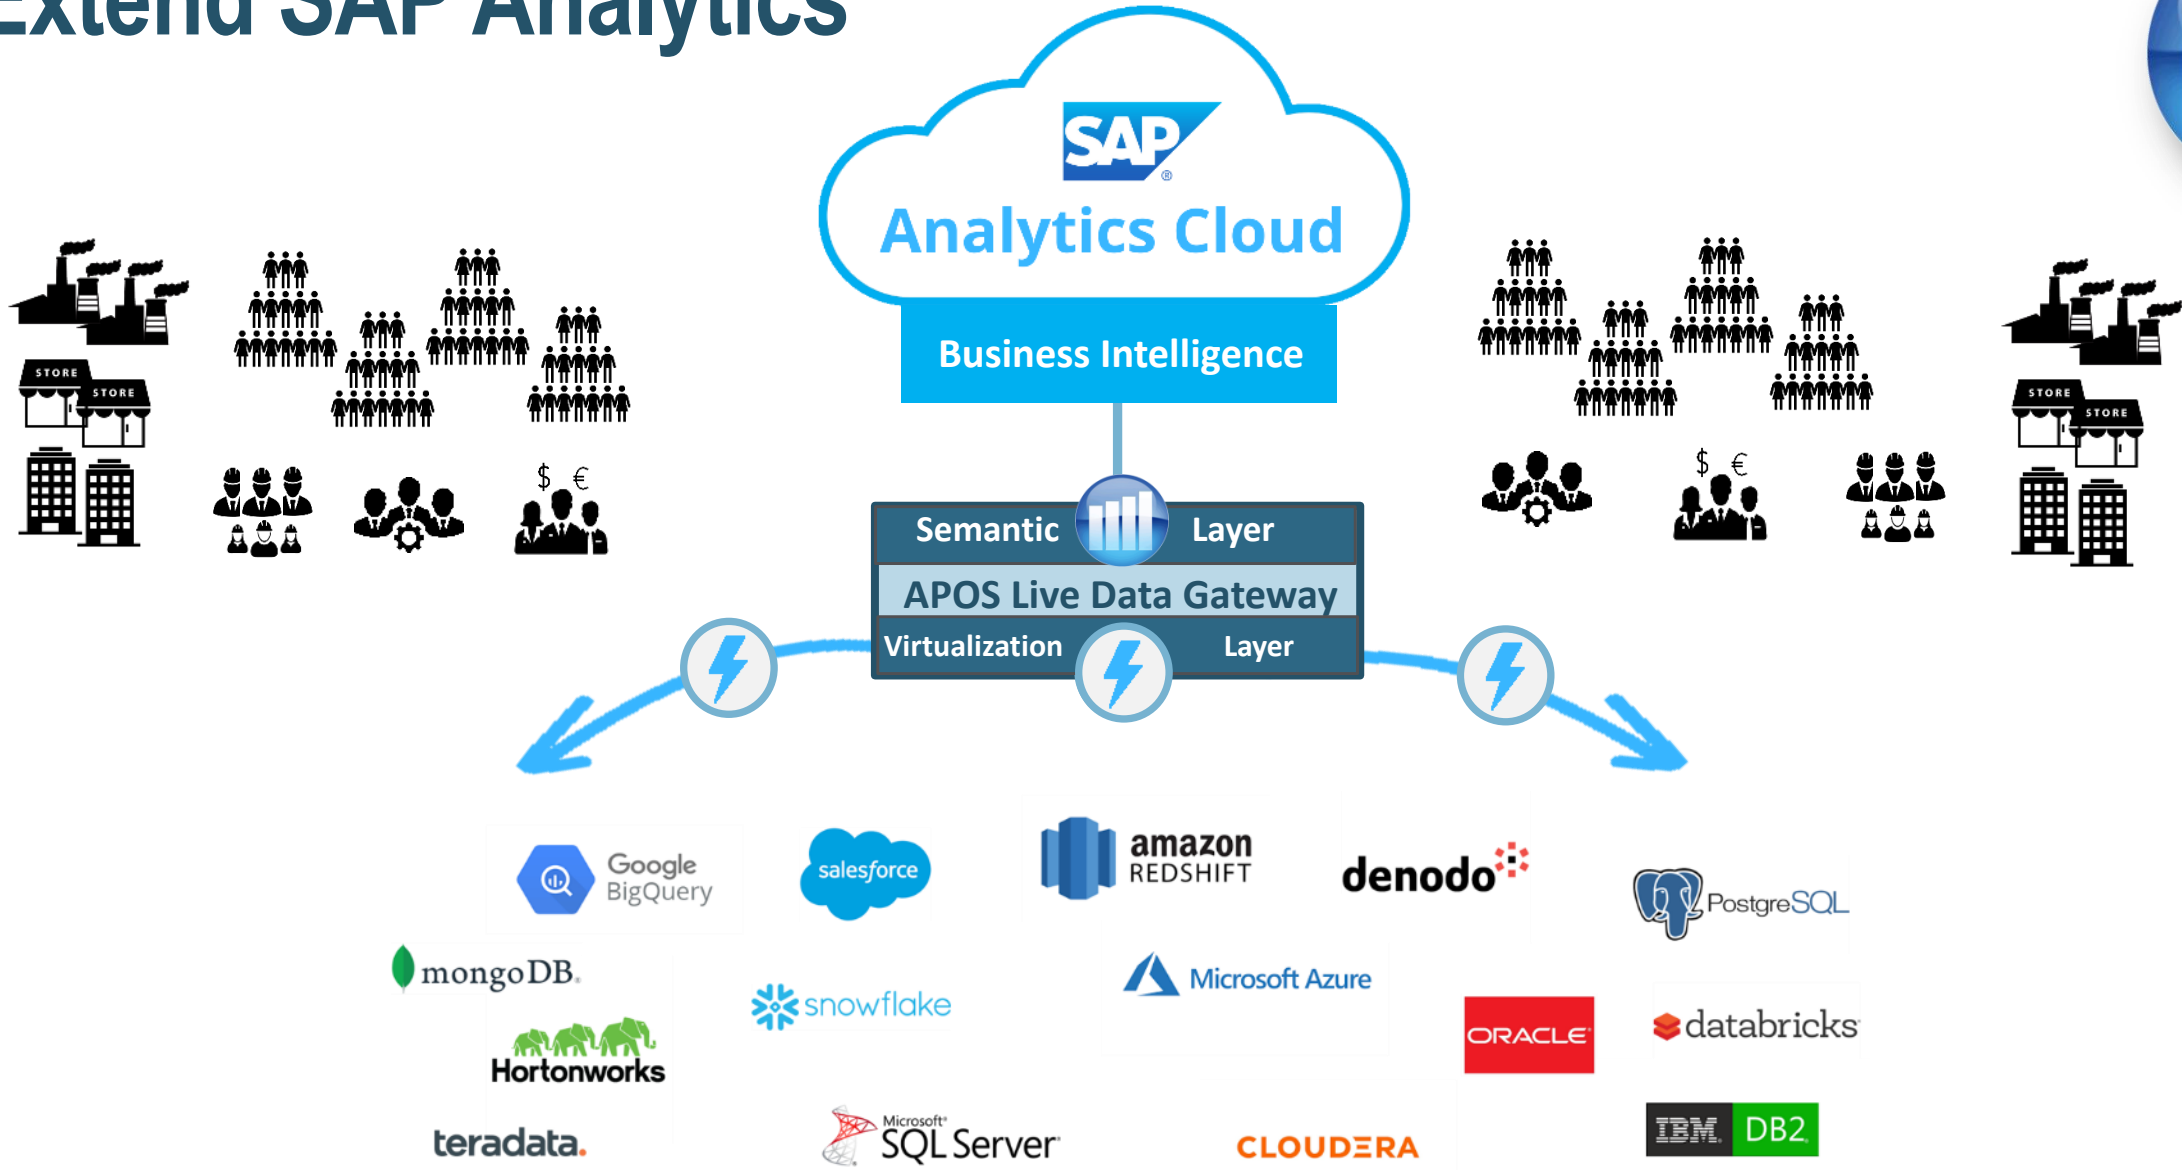 Extend SAP Analytics
SAP
®
Analytics Cloud
Business Intelligence
STORE
STORE
STORE
STORE
$ €
$ €
Semantic Layer
APOS Live Data Gateway
Virtualization Layer
Google
BigQuery
salesforce
amazon
REDSHIFT
denodo
PostgreSQL
mongoDB®
snowflake
Microsoft Azure
ORACLE
databricks
Hortonworks
teradata.
Microsoft®
SQL Server
CLOUDERA
IBM DB2